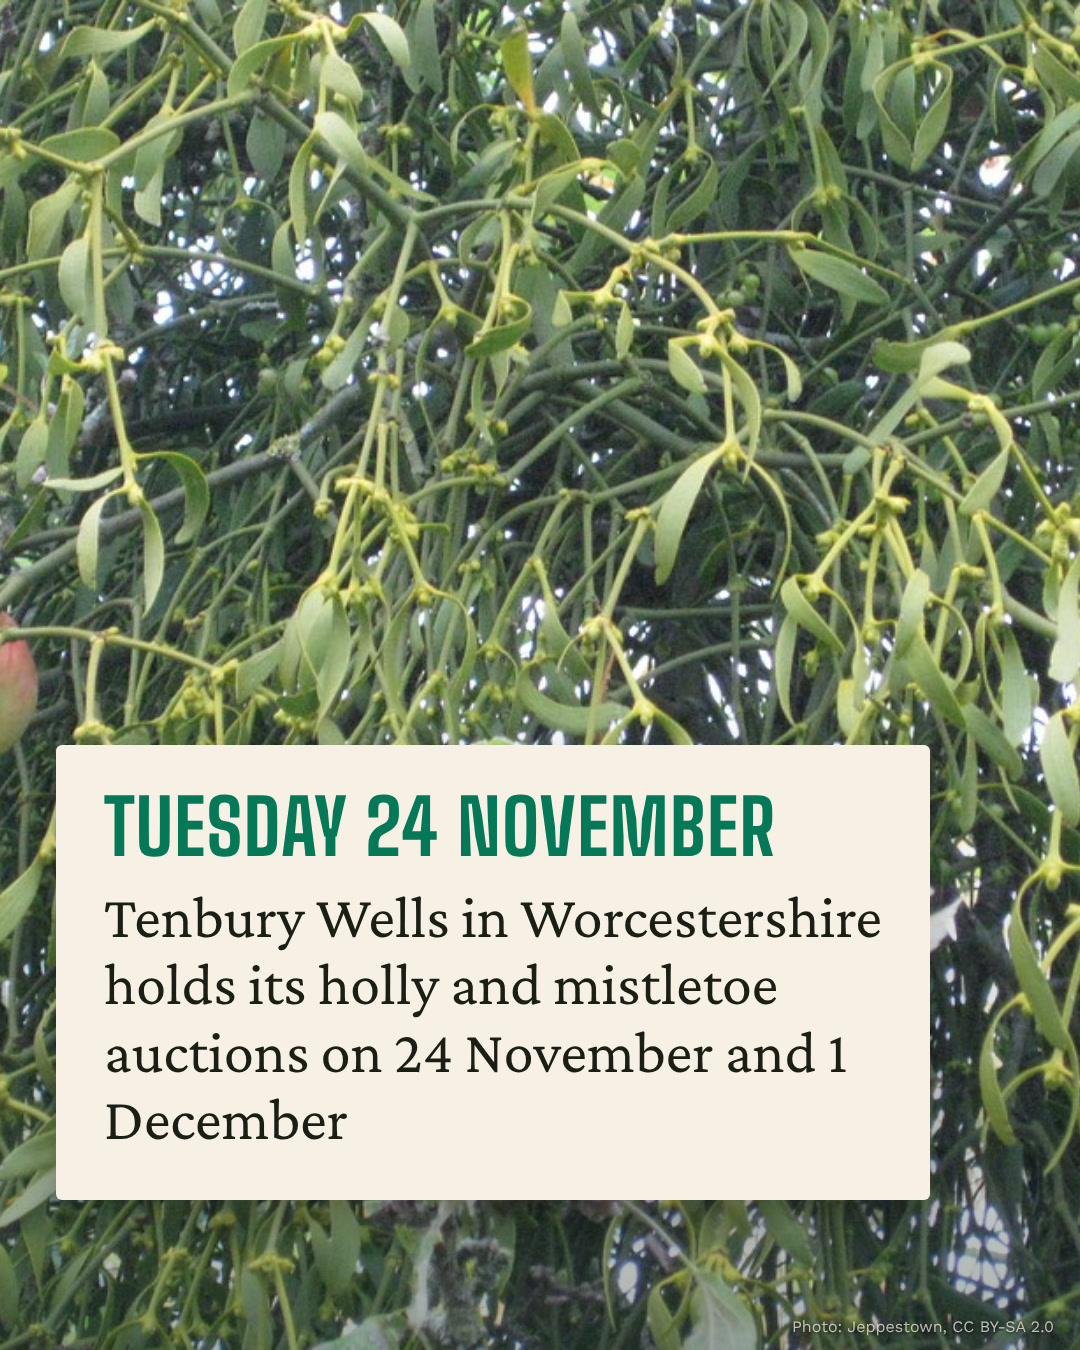 TUESDAY 24 NOVEMBER
Tenbury Wells in Worcestershire
holds its holly and mistletoe
auctions on 24 November and 1
December
Photo: Jeppestown, CC BY-SA 2.0